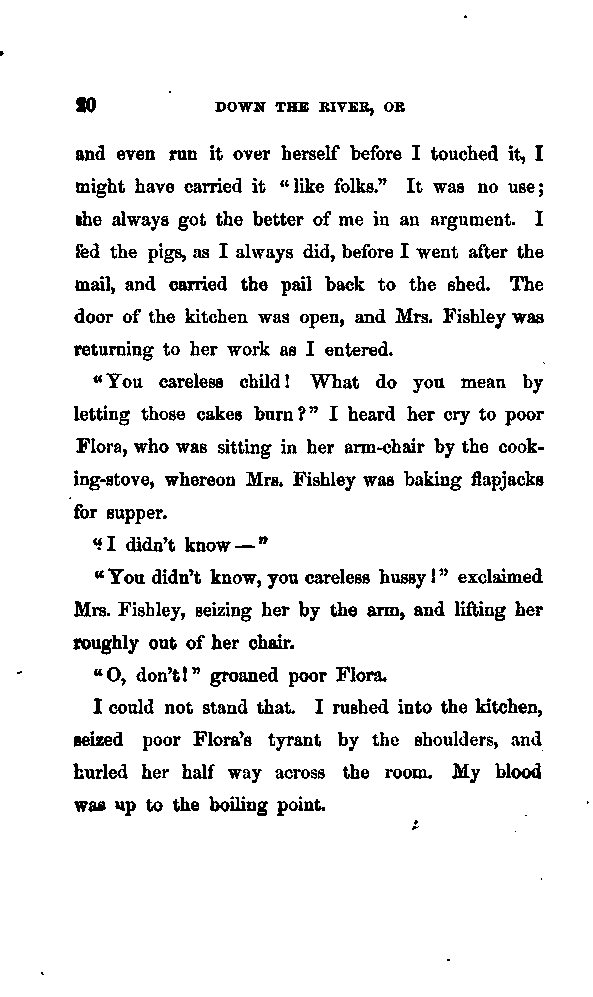 20 DOWN THE RIVER, OR
and even run it over herself before I touched it, I
might have carried it “like folks.” It was no use;
she always got the better of me in an argument. I
fed the pigs, as I always did, before I went after the
mail, and carried the pail back to the shed. The
door of the kitchen was open, and Mrs. Fishley was
returning to her work as I entered.
“You careless child! What do you mean by
letting those cakes burn?” I heard her cry to poor
Flora, who was sitting in her arm-chair by the cook-
ing-stove, whereon Mrs. Fishley was baking flapjacks
for supper.
“I didn’t know—”
“You didn’t know, you careless hussy!” exclaimed
Mrs. Fishley, seizing her by the arm, and lifting her
roughly out of her chair.
“O, don’t!” groaned poor Flora.
I could not stand that. I rushed into the kitchen,
seized poor Flora’s tyrant by the shoulders, and
hurled her half way across the room. My blood
was up to the boiling point.